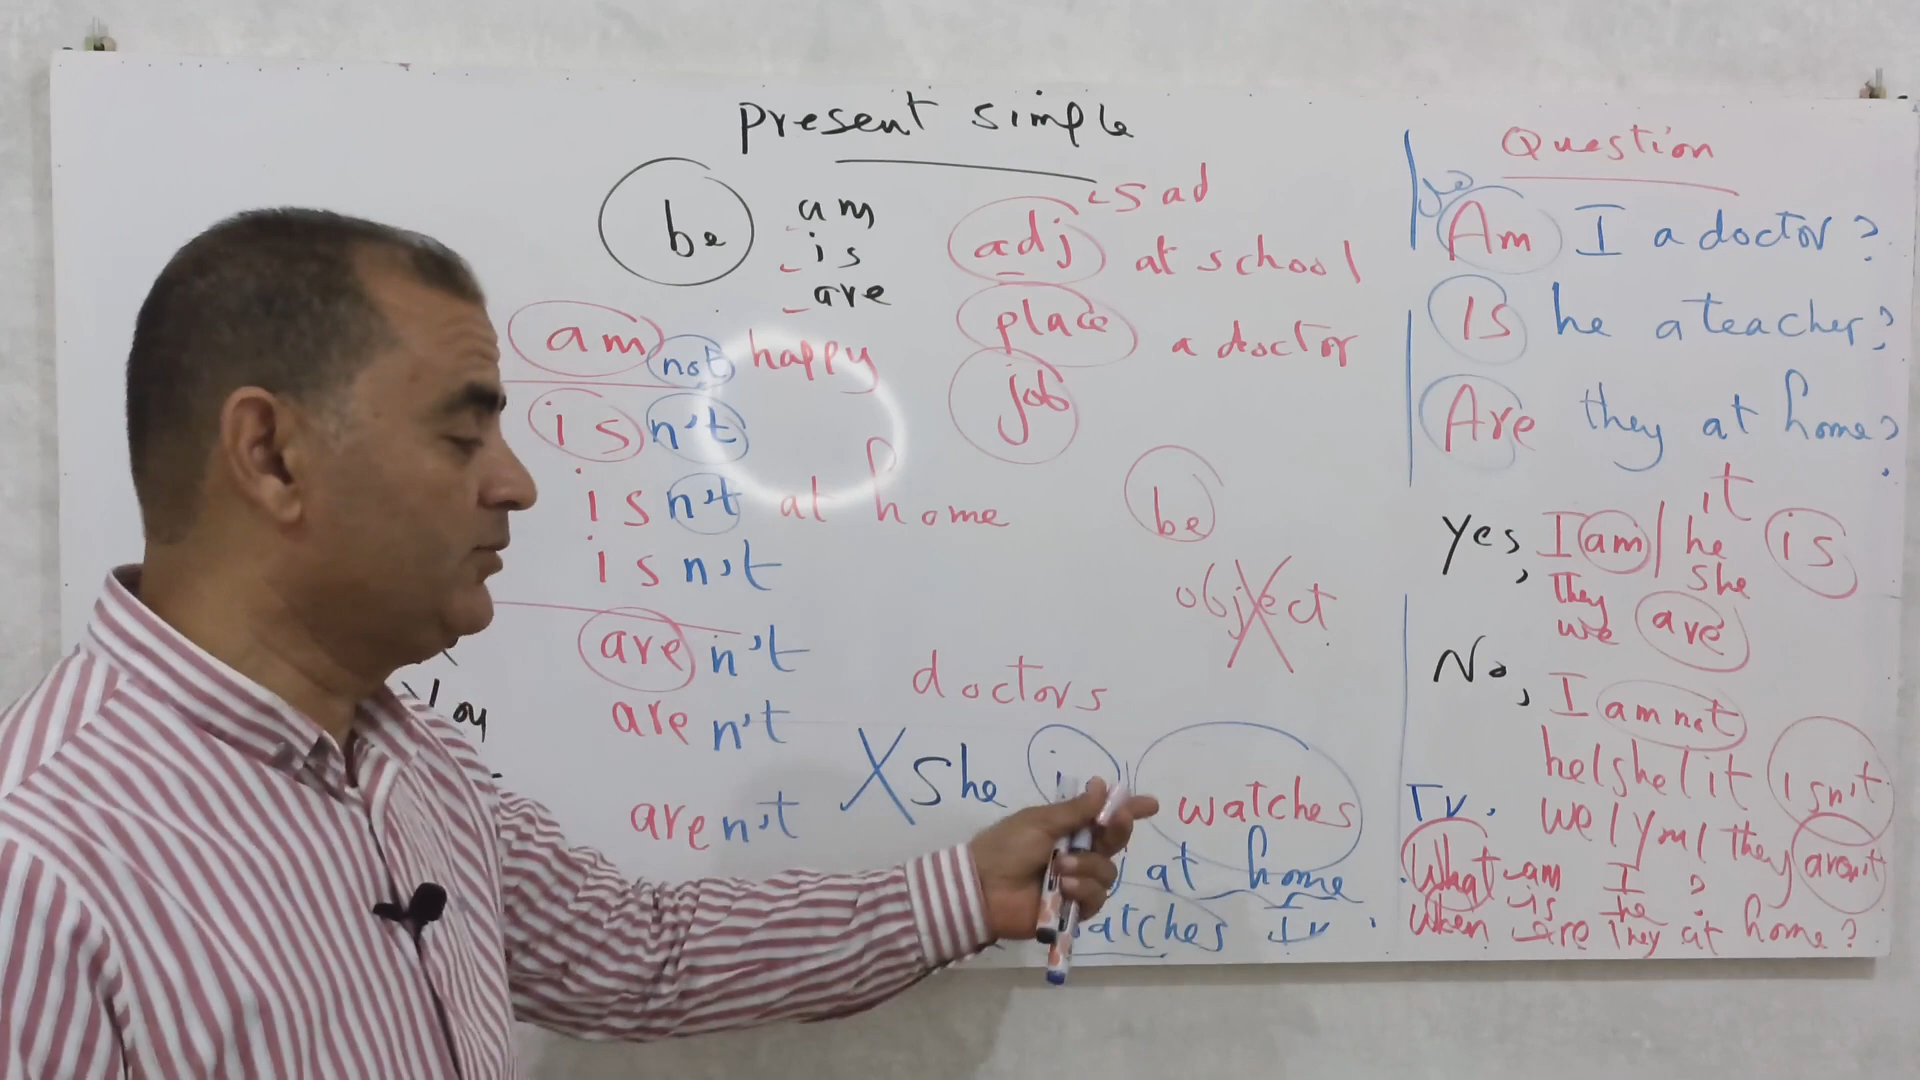 present simple
be
am
is
are
adj
sad
at school
place
a doctor
job
am not happy
isn't
isn't at home
isn't
be
object
aren't
doctors
aren't
aren't
X She is watches
at home
watches TV.
Question
Am I a doctor?
Is he a teacher?
Are they at home?
it
Yes, I am / he is
she
They
we are
No, I am not
he/she/it isn't
TV. we/you/they aren't
What am I ?
is he
When are they at home?